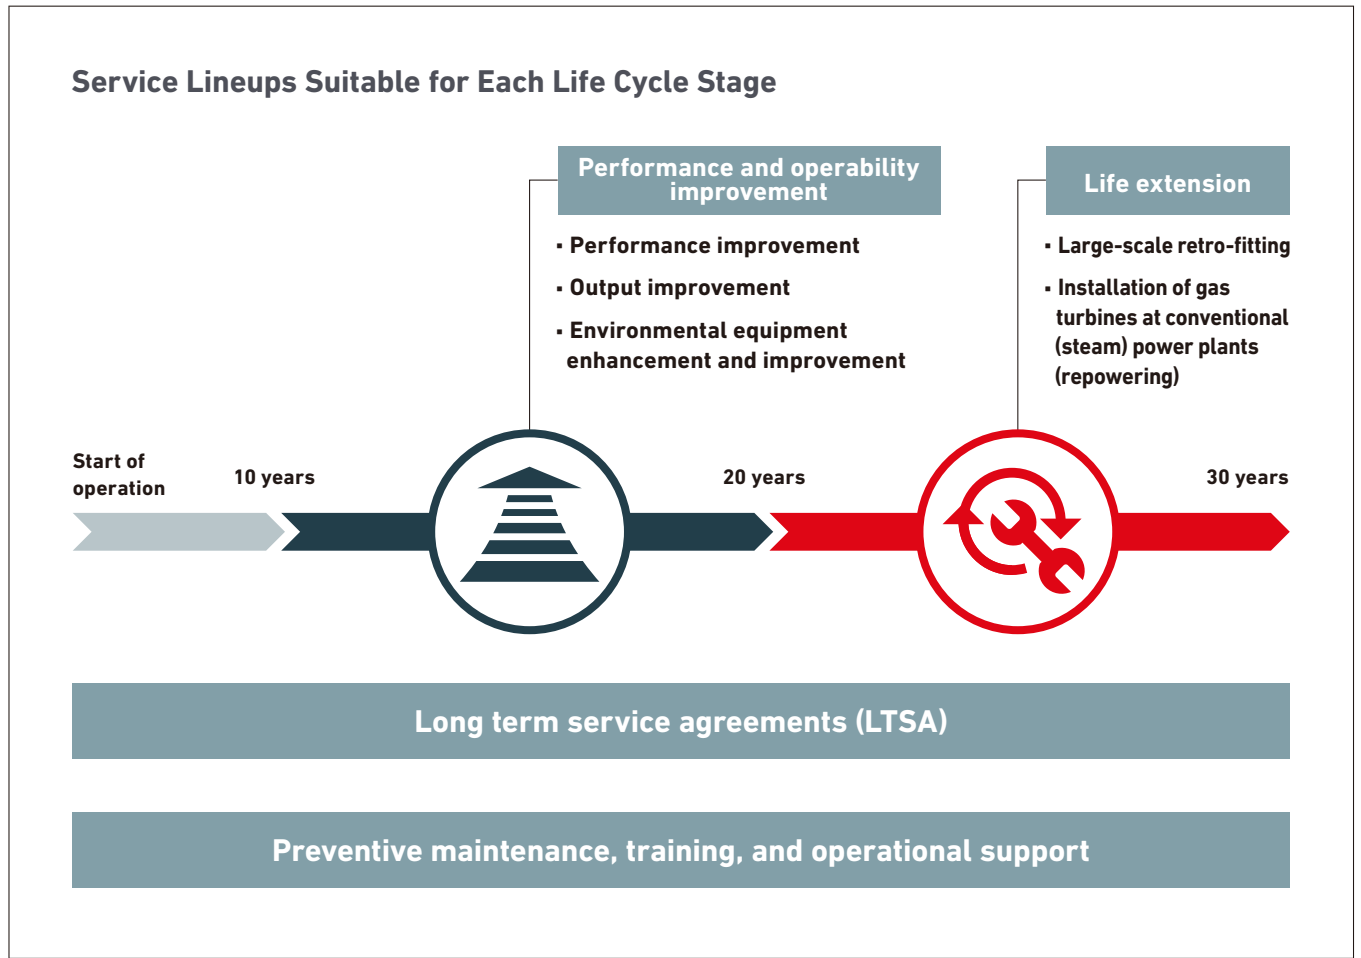 Service Lineups Suitable for Each Life Cycle Stage
Performance and operability
improvement
▪ Performance improvement
▪ Output improvement
▪ Environmental equipment
enhancement and improvement
Life extension
▪ Large-scale retro-fitting
▪ Installation of gas
turbines at conventional
(steam) power plants
(repowering)
Start of
operation
10 years
20 years
30 years
Long term service agreements (LTSA)
Preventive maintenance, training, and operational support